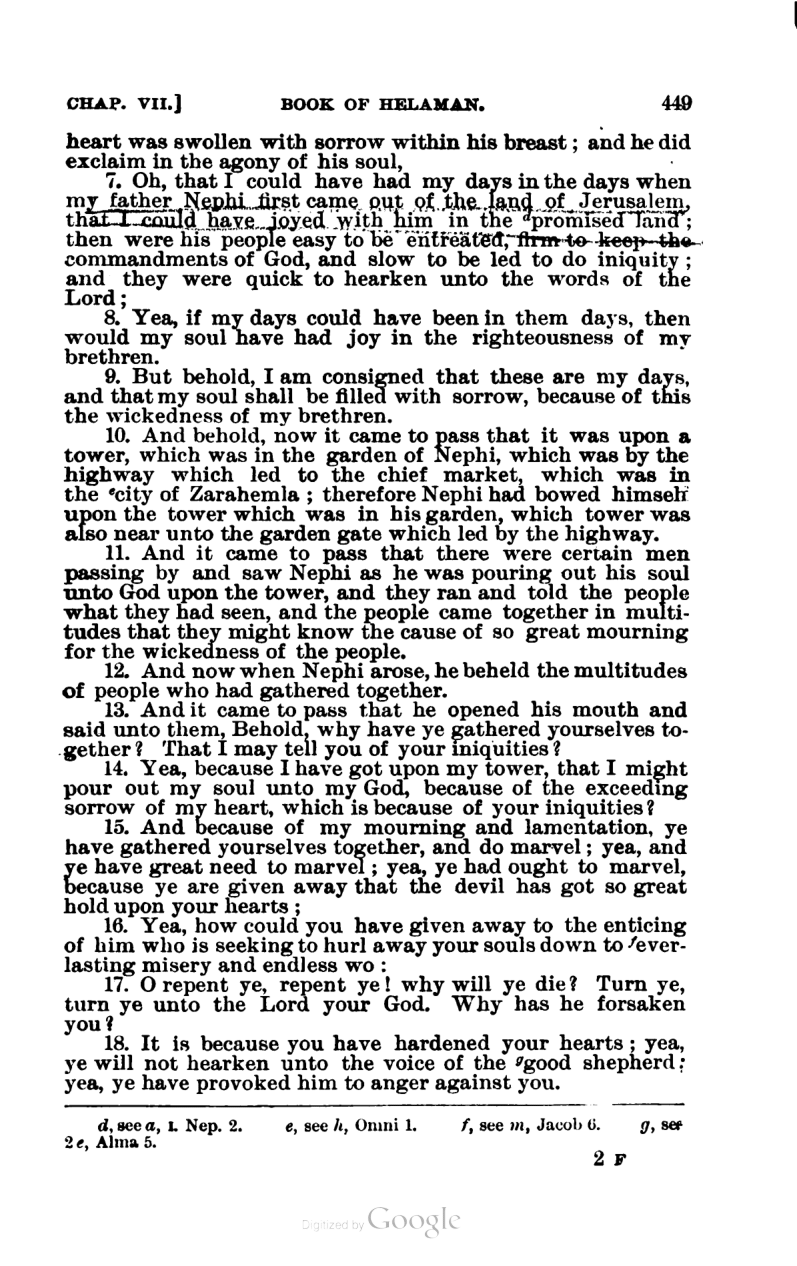 CHAP. VII.] BOOK OF HELAMAN. 449
heart was swollen with sorrow within his breast; and he did
exclaim in the agony of his soul,
7. Oh, that I could have had my days in the days when
my father Nephi first came out of the land of Jerusalem,
that I could have joyed with him in the ᵈpromised land;
then were his people easy to be entreated, firm to keep the
commandments of God, and slow to be led to do iniquity;
and they were quick to hearken unto the words of the
Lord;
8. Yea, if my days could have been in them days, then
would my soul have had joy in the righteousness of my
brethren.
9. But behold, I am consigned that these are my days,
and that my soul shall be filled with sorrow, because of this
the wickedness of my brethren.
10. And behold, now it came to pass that it was upon a
tower, which was in the garden of Nephi, which was by the
highway which led to the chief market, which was in
the ᵉcity of Zarahemla; therefore Nephi had bowed himself
upon the tower which was in his garden, which tower was
also near unto the garden gate which led by the highway.
11. And it came to pass that there were certain men
passing by and saw Nephi as he was pouring out his soul
unto God upon the tower, and they ran and told the people
what they had seen, and the people came together in multi-
tudes that they might know the cause of so great mourning
for the wickedness of the people.
12. And now when Nephi arose, he beheld the multitudes
of people who had gathered together.
13. And it came to pass that he opened his mouth and
said unto them, Behold, why have ye gathered yourselves to-
gether? That I may tell you of your iniquities?
14. Yea, because I have got upon my tower, that I might
pour out my soul unto my God, because of the exceeding
sorrow of my heart, which is because of your iniquities?
15. And because of my mourning and lamentation, ye
have gathered yourselves together, and do marvel; yea, and
ye have great need to marvel; yea, ye had ought to marvel,
because ye are given away that the devil has got so great
hold upon your hearts;
16. Yea, how could you have given away to the enticing
of him who is seeking to hurl away your souls down to ᶠever-
lasting misery and endless wo:
17. O repent ye, repent ye! why will ye die? Turn ye,
turn ye unto the Lord your God. Why has he forsaken
you?
18. It is because you have hardened your hearts; yea,
ye will not hearken unto the voice of the ᵍgood shepherd;
yea, ye have provoked him to anger against you.
d, see a, 1. Nep. 2. e, see h, Omni 1. f, see m, Jacob 6. g, see
2 e, Alma 5.
2 F
Digitized by Google